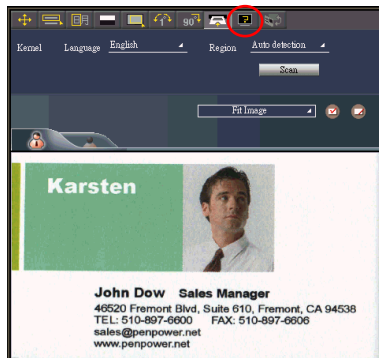 90°
?
Kernel Language English Region Auto detection
Scan
Fit Image
Karsten
John Dow Sales Manager
46520 Fremont Blvd, Suite 610, Fremont, CA 94538
TEL: 510-897-6600 FAX: 510-897-6606
sales@penpower.net
www.penpower.net